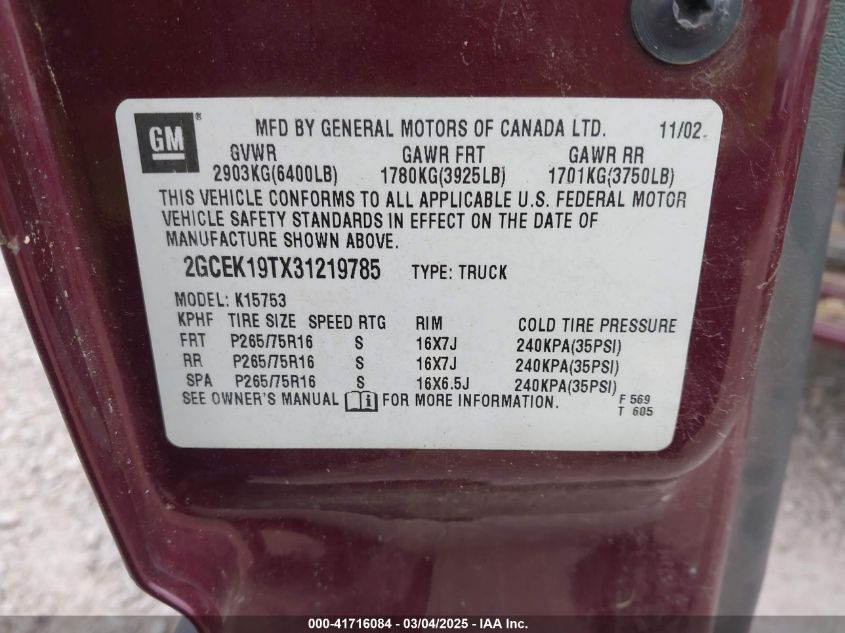 GM ® MFD BY GENERAL MOTORS OF CANADA LTD. 11/02
GVWR GAWR FRT GAWR RR
2903KG(6400LB) 1780KG(3925LB) 1701KG(3750LB)
THIS VEHICLE CONFORMS TO ALL APPLICABLE U.S. FEDERAL MOTOR
VEHICLE SAFETY STANDARDS IN EFFECT ON THE DATE OF
MANUFACTURE SHOWN ABOVE.
2GCEK19TX31219785 TYPE: TRUCK
MODEL: K15753
KPHF TIRE SIZE SPEED RTG RIM COLD TIRE PRESSURE
FRT P265/75R16 S 16X7J 240KPA(35PSI)
RR P265/75R16 S 16X7J 240KPA(35PSI)
SPA P265/75R16 S 16X6.5J 240KPA(35PSI)
SEE OWNER'S MANUAL i FOR MORE INFORMATION. F 569
T 605
000-41716084 - 03/04/2025 - IAA Inc.